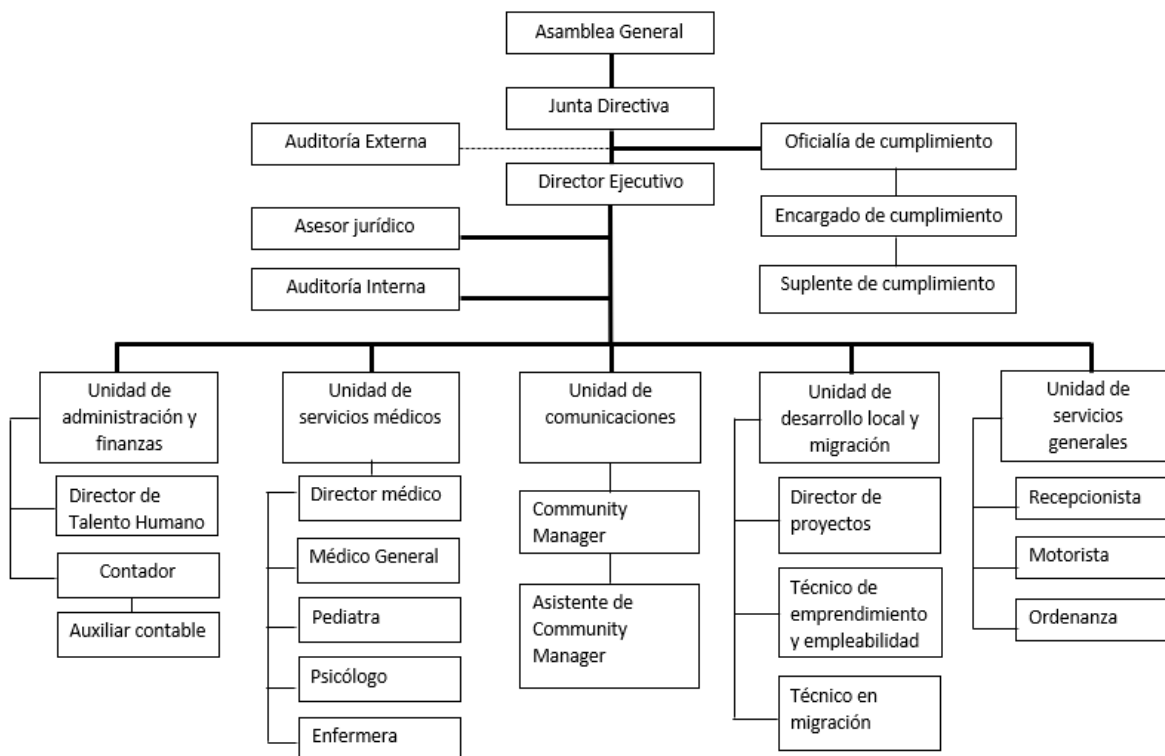 Asamblea General
Junta Directiva
Auditoría Externa
Oficialía de cumplimiento
Director Ejecutivo
Encargado de cumplimiento
Asesor jurídico
Suplente de cumplimiento
Auditoría Interna
Unidad de
administración y
finanzas
Director de
Talento Humano
Contador
Auxiliar contable
Unidad de
servicios médicos
Director médico
Médico General
Pediatra
Psicólogo
Enfermera
Unidad de
comunicaciones
Community
Manager
Asistente de
Community
Manager
Unidad de
desarrollo local y
migración
Director de
proyectos
Técnico de
emprendimiento
y empleabilidad
Técnico en
migración
Unidad de
servicios
generales
Recepcionista
Motorista
Ordenanza